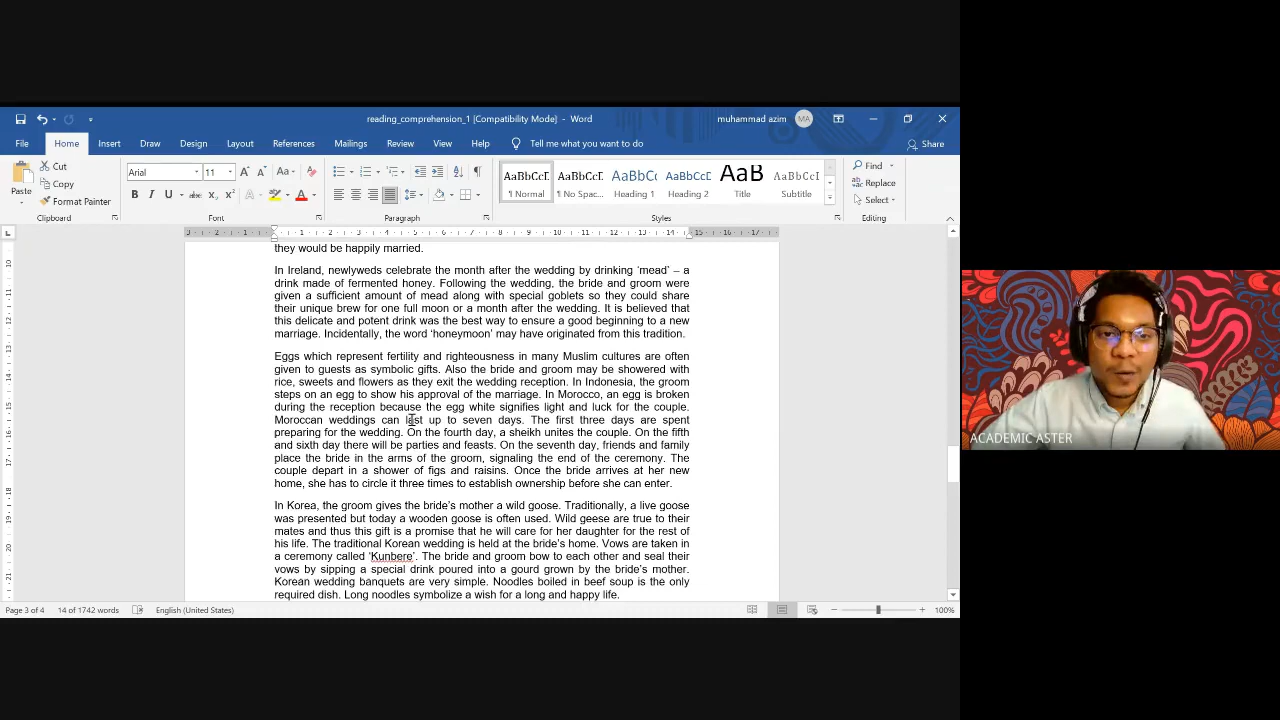 reading_comprehension_1 [Compatibility Mode] - Word
muhammad azim
MA
File Home Insert Draw Design Layout References Mailings Review View Help Tell me what you want to do
Share
Paste
Cut
Copy
Format Painter
Clipboard
Arial 11
Font
Paragraph
AaBbCcI AaBbCcI AaBbCc AaBbCcI AaB AaBbCcI
¶ Normal ¶ No Spac... Heading 1 Heading 2 Title Subtitle
Styles
Find
Replace
Select
Editing
they would be happily married.
In Ireland, newlyweds celebrate the month after the wedding by drinking ‘mead’ – a
drink made of fermented honey. Following the wedding, the bride and groom were
given a sufficient amount of mead along with special goblets so they could share
their unique brew for one full moon or a month after the wedding. It is believed that
this delicate and potent drink was the best way to ensure a good beginning to a new
marriage. Incidentally, the word ‘honeymoon’ may have originated from this tradition.
Eggs which represent fertility and righteousness in many Muslim cultures are often
given to guests as symbolic gifts. Also the bride and groom may be showered with
rice, sweets and flowers as they exit the wedding reception. In Indonesia, the groom
steps on an egg to show his approval of the marriage. In Morocco, an egg is broken
during the reception because the egg white signifies light and luck for the couple.
Moroccan weddings can last up to seven days. The first three days are spent
preparing for the wedding. On the fourth day, a sheikh unites the couple. On the fifth
and sixth day there will be parties and feasts. On the seventh day, friends and family
place the bride in the arms of the groom, signaling the end of the ceremony. The
couple depart in a shower of figs and raisins. Once the bride arrives at her new
home, she has to circle it three times to establish ownership before she can enter.
In Korea, the groom gives the bride’s mother a wild goose. Traditionally, a live goose
was presented but today a wooden goose is often used. Wild geese are true to their
mates and thus this gift is a promise that he will care for her daughter for the rest of
his life. The traditional Korean wedding is held at the bride’s home. Vows are taken in
a ceremony called ‘Kunbere’. The bride and groom bow to each other and seal their
vows by sipping a special drink poured into a gourd grown by the bride’s mother.
Korean wedding banquets are very simple. Noodles boiled in beef soup is the only
required dish. Long noodles symbolize a wish for a long and happy life.
Page 3 of 4 14 of 1742 words English (United States) 100%
ACADEMIC ASTER